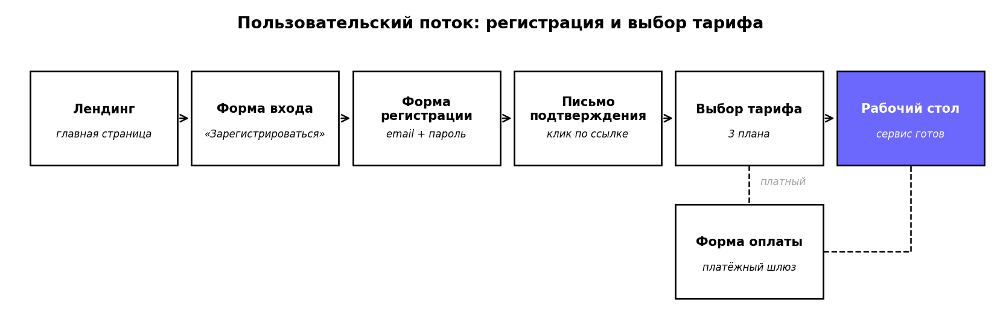 Пользовательский поток: регистрация и выбор тарифа
Лендинг
главная страница
Форма входа
«Зарегистрироваться»
Форма
регистрации
email + пароль
Письмо
подтверждения
клик по ссылке
Выбор тарифа
3 плана
Рабочий стол
сервис готов
платный
Форма оплаты
платёжный шлюз